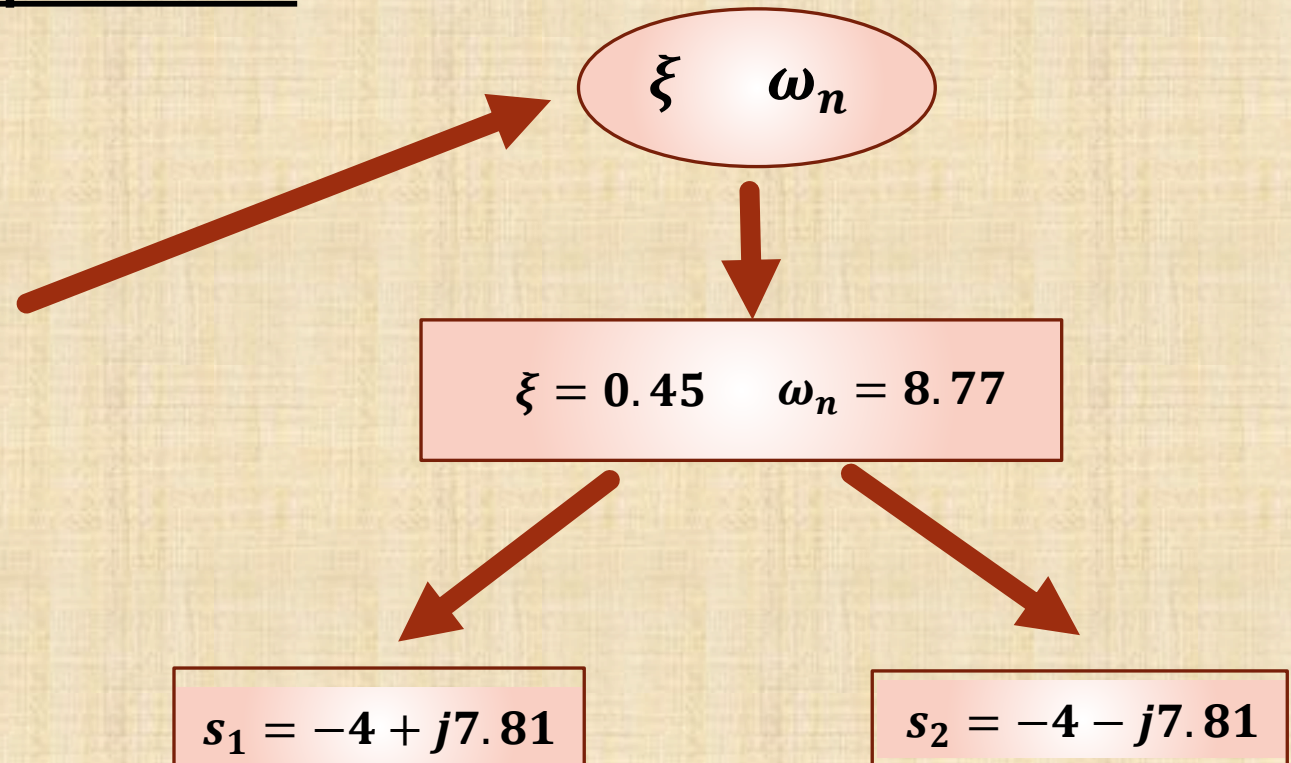 ξ ωₙ
ξ = 0.45 ωₙ = 8.77
s₁ = −4 + j7.81
s₂ = −4 − j7.81